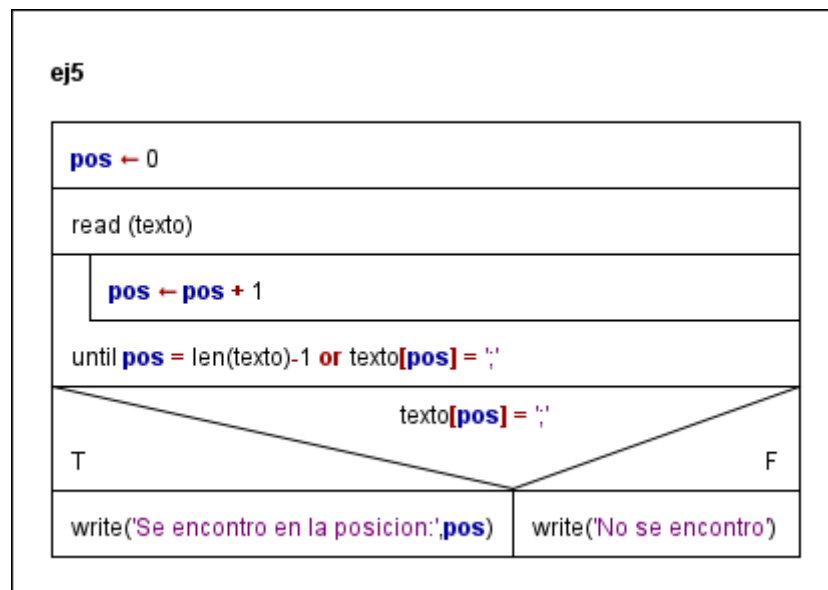 ej5
pos ← 0
read (texto)
pos ← pos + 1
until pos = len(texto)-1 or texto[pos] = ';'
texto[pos] = ';'
T
F
write('Se encontro en la posicion:',pos)
write('No se encontro')